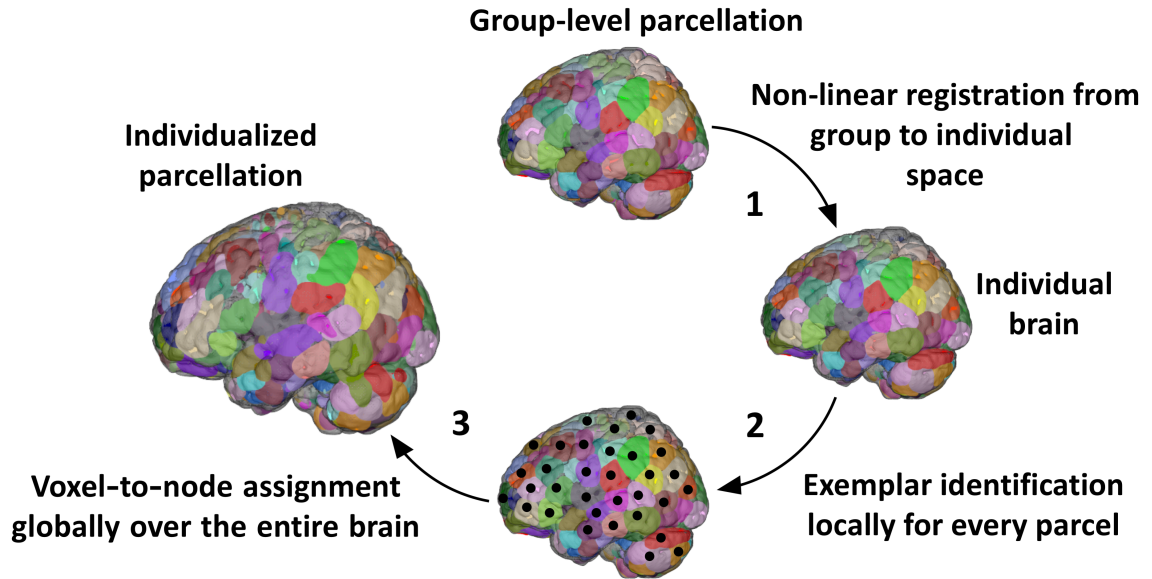 Group-level parcellation
Non-linear registration from
group to individual
space
1
Individual
brain
2
Exemplar identification
locally for every parcel
3
Voxel-to-node assignment
globally over the entire brain
Individualized
parcellation